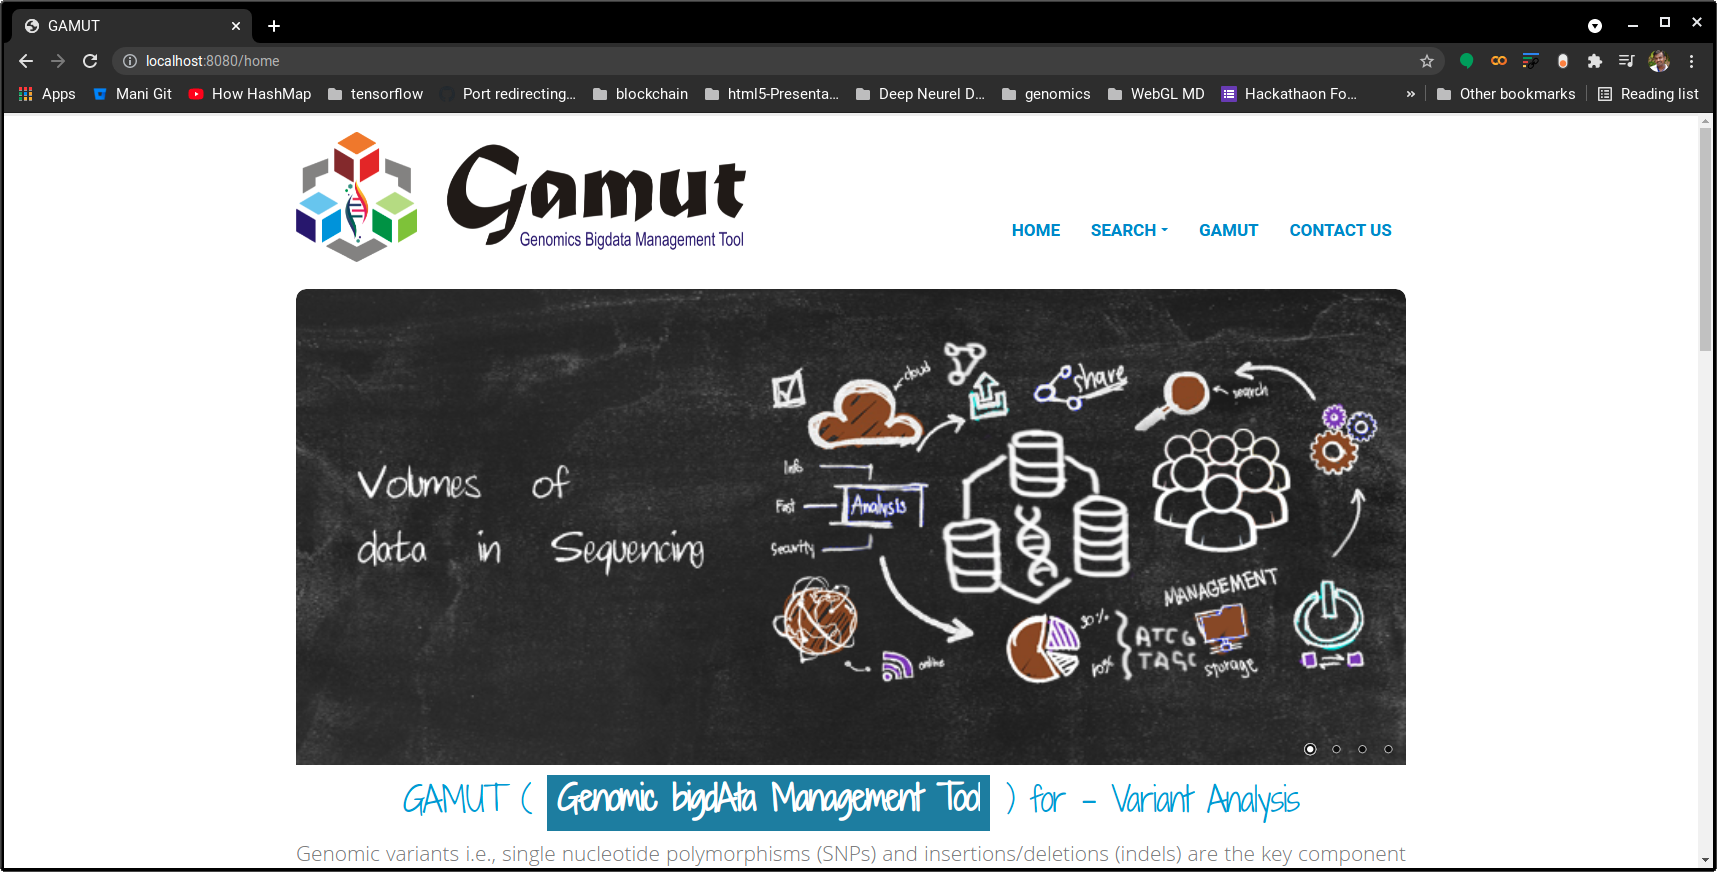 GAMUT
localhost:8080/home
Apps Mani Git How HashMap tensorflow Port redirecting... blockchain html5-Presenta... Deep Neurel D... genomics WebGL MD Hackathaon Fo... » Other bookmarks Reading list
Gamut
Genomics Bigdata Management Tool
HOME SEARCH GAMUT CONTACT US
cloud
share
search
Info
Fast
Analysis
Security
Volumes of
data in Sequencing
MANAGEMENT
30%
10%
ATCG
TAGC
storage
online
GAMUT ( Genomic bigdAta Management Tool ) for - Variant Analysis
Genomic variants i.e., single nucleotide polymorphisms (SNPs) and insertions/deletions (indels) are the key component